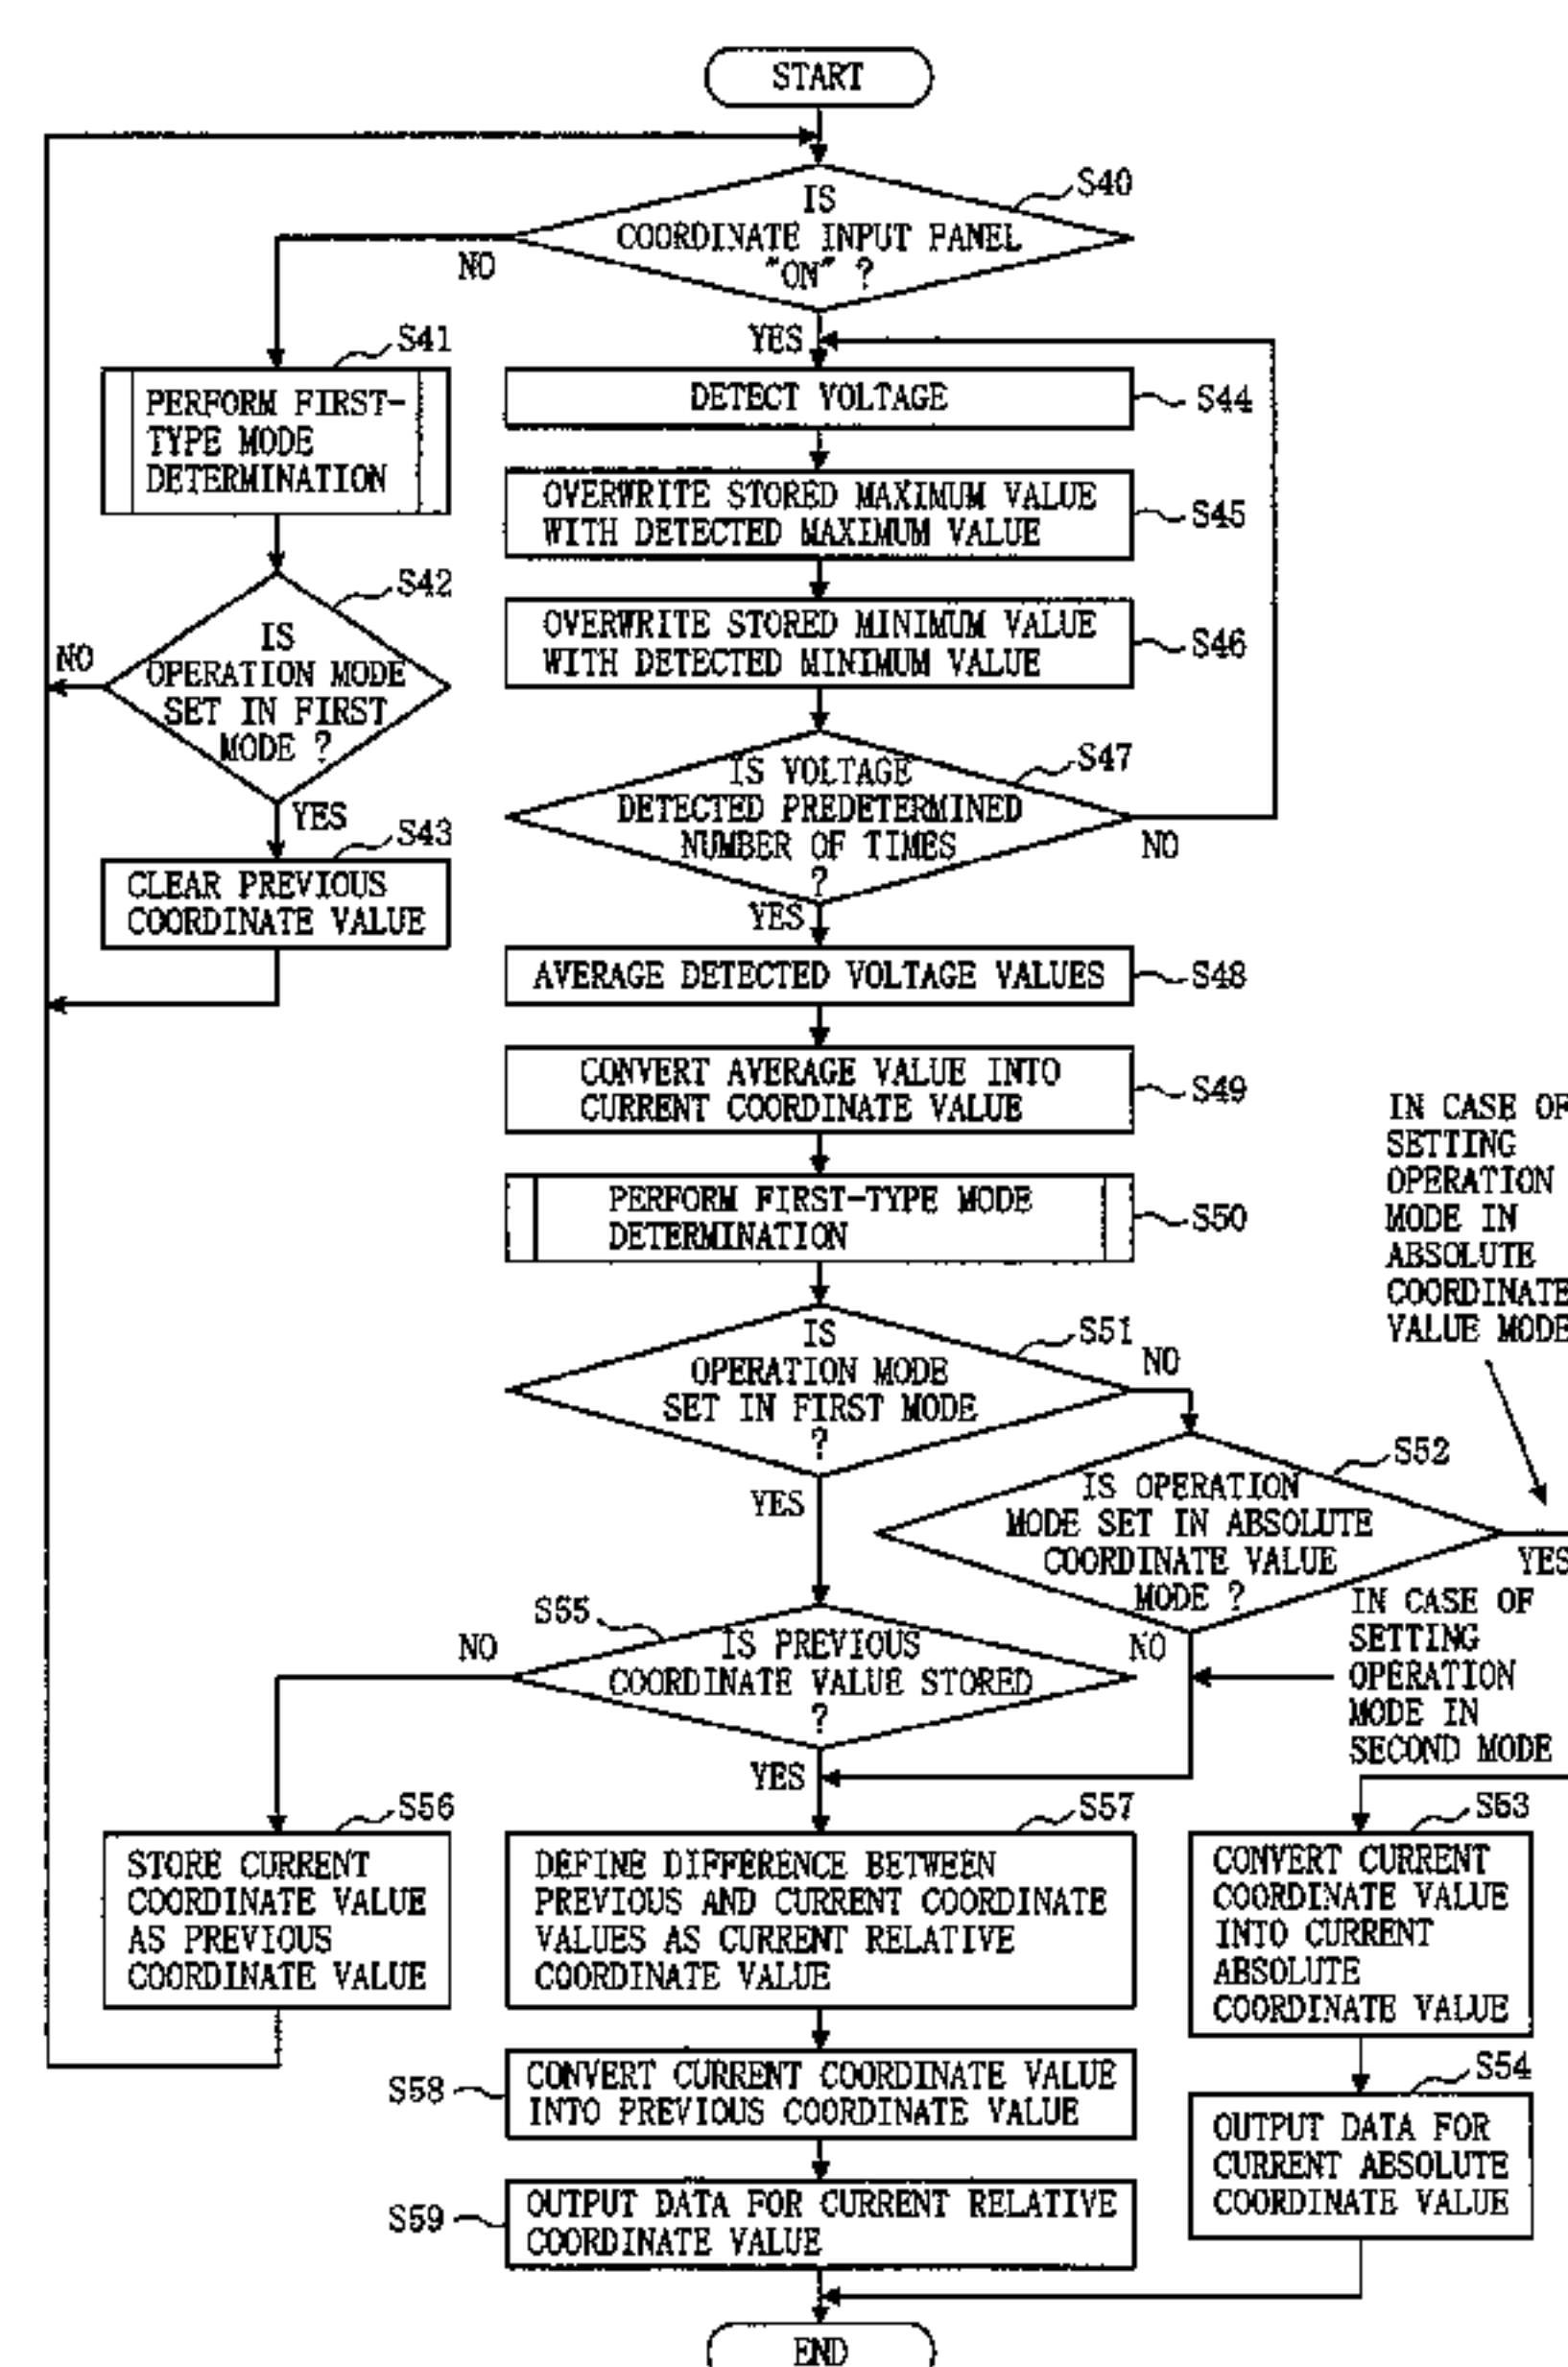 START
S40
IS
COORDINATE INPUT PANEL
"ON" ?
NO
YES
S41
PERFORM FIRST-
TYPE MODE
DETERMINATION
S42
IS
OPERATION MODE
SET IN FIRST
MODE ?
NO
YES
S43
CLEAR PREVIOUS
COORDINATE VALUE
DETECT VOLTAGE
S44
OVERWRITE STORED MAXIMUM VALUE
WITH DETECTED MAXIMUM VALUE
S45
OVERWRITE STORED MINIMUM VALUE
WITH DETECTED MINIMUM VALUE
S46
S47
IS VOLTAGE
DETECTED PREDETERMINED
NUMBER OF TIMES
?
NO
YES
AVERAGE DETECTED VOLTAGE VALUES
S48
CONVERT AVERAGE VALUE INTO
CURRENT COORDINATE VALUE
S49
PERFORM FIRST-TYPE MODE
DETERMINATION
S50
S51
IS
OPERATION MODE
SET IN FIRST MODE
?
NO
YES
IN CASE OF
SETTING
OPERATION
MODE IN
ABSOLUTE
COORDINATE
VALUE MODE
S52
IS OPERATION
MODE SET IN ABSOLUTE
COORDINATE VALUE
MODE ?
YES
NO
IN CASE OF
SETTING
OPERATION
MODE IN
SECOND MODE
S55
IS PREVIOUS
COORDINATE VALUE STORED
?
NO
YES
S56
STORE CURRENT
COORDINATE VALUE
AS PREVIOUS
COORDINATE VALUE
S57
DEFINE DIFFERENCE BETWEEN
PREVIOUS AND CURRENT COORDINATE
VALUES AS CURRENT RELATIVE
COORDINATE VALUE
S53
CONVERT CURRENT
COORDINATE VALUE
INTO CURRENT
ABSOLUTE
COORDINATE VALUE
S58
CONVERT CURRENT COORDINATE VALUE
INTO PREVIOUS COORDINATE VALUE
S54
OUTPUT DATA FOR
CURRENT ABSOLUTE
COORDINATE VALUE
S59
OUTPUT DATA FOR CURRENT RELATIVE
COORDINATE VALUE
END